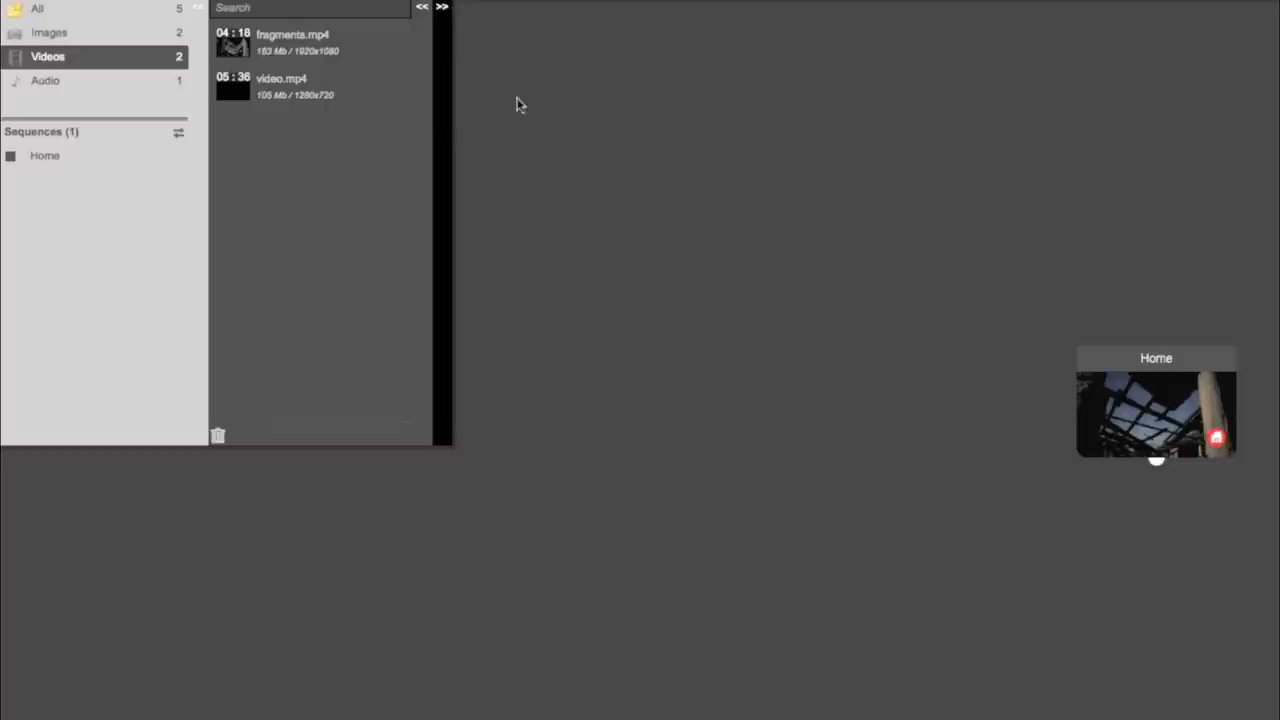 All 5
<<
Images 2
Videos 2
Audio 1
Sequences (1)
Home
Search
<< >>
04 : 18 fragments.mp4
163 Mb / 1920x1080
05 : 36 video.mp4
105 Mb / 1280x720
Home